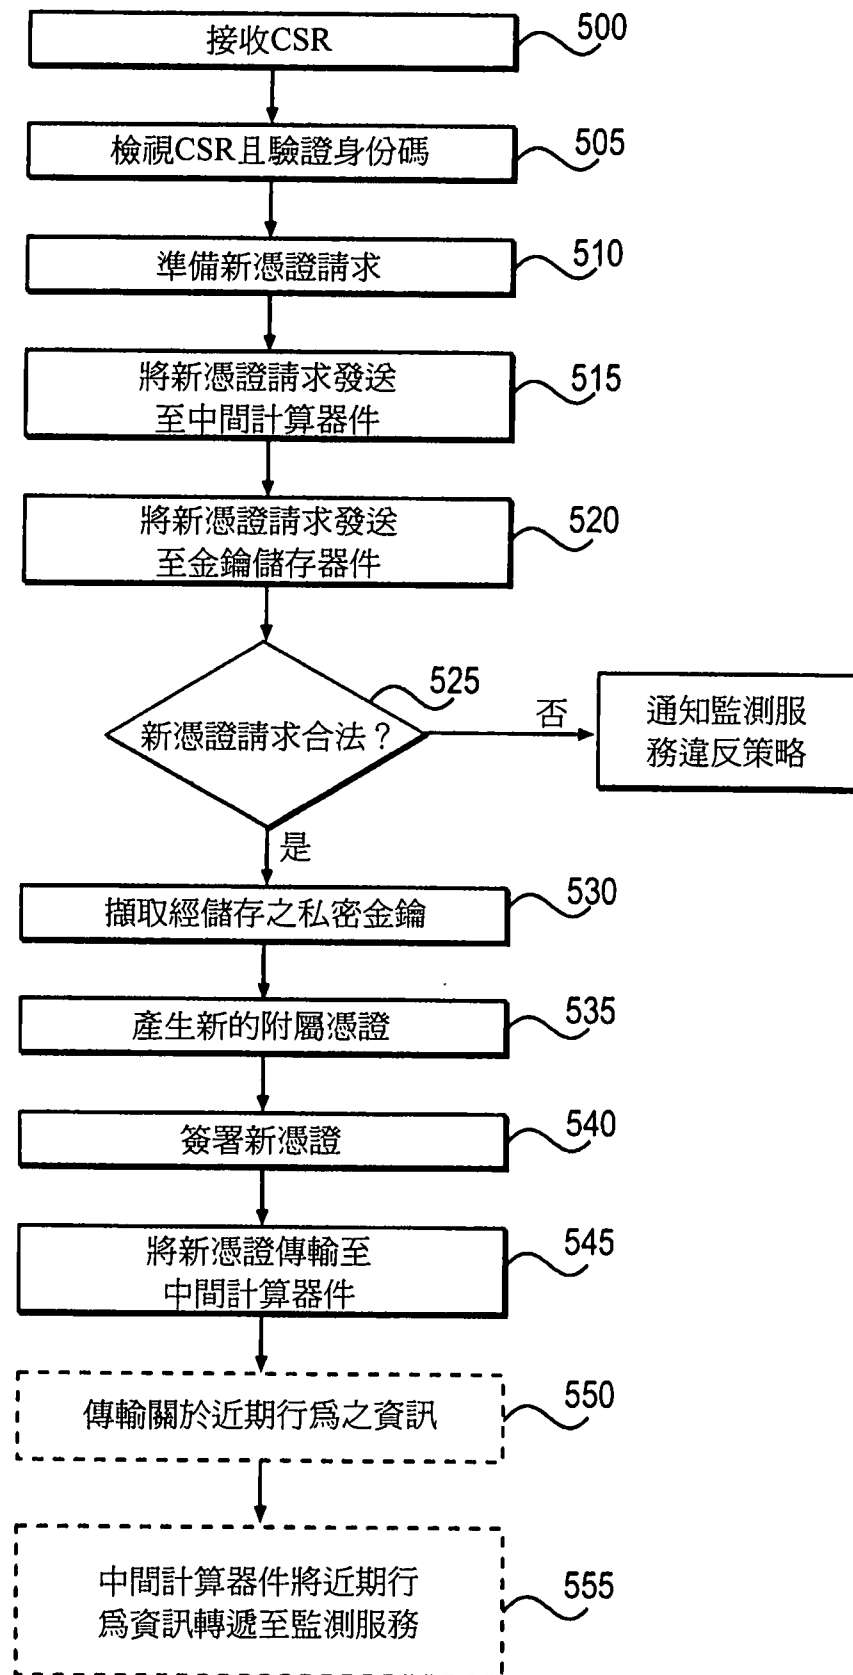 接收CSR
500
檢視CSR且驗證身份碼
505
準備新憑證請求
510
將新憑證請求發送
至中間計算器件
515
將新憑證請求發送
至金鑰儲存器件
520
新憑證請求合法？
525
否
通知監測服
務違反策略
是
擷取經儲存之私密金鑰
530
產生新的附屬憑證
535
簽署新憑證
540
將新憑證傳輸至
中間計算器件
545
傳輸關於近期行為之資訊
550
中間計算器件將近期行
為資訊轉遞至監測服務
555